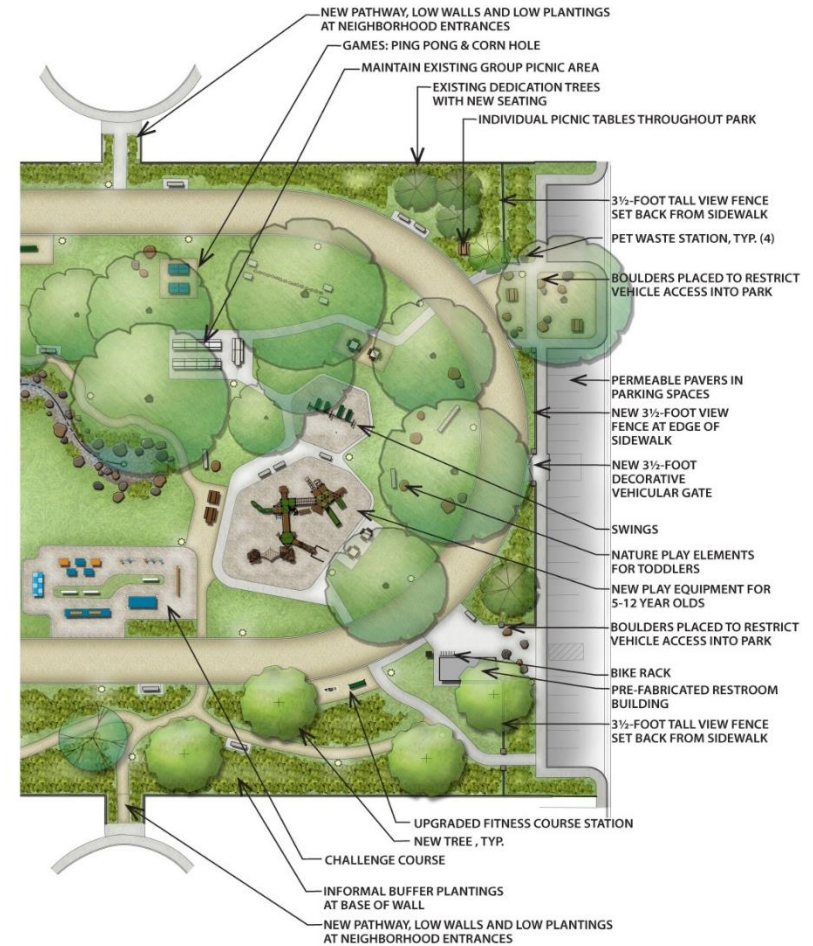 NEW PATHWAY, LOW WALLS AND LOW PLANTINGS
AT NEIGHBORHOOD ENTRANCES
GAMES: PING PONG & CORN HOLE
MAINTAIN EXISTING GROUP PICNIC AREA
EXISTING DEDICATION TREES
WITH NEW SEATING
INDIVIDUAL PICNIC TABLES THROUGHOUT PARK
3½-FOOT TALL VIEW FENCE
SET BACK FROM SIDEWALK
PET WASTE STATION, TYP. (4)
BOULDERS PLACED TO RESTRICT
VEHICLE ACCESS INTO PARK
PERMEABLE PAVERS IN
PARKING SPACES
NEW 3½-FOOT VIEW
FENCE AT EDGE OF
SIDEWALK
NEW 3½-FOOT
DECORATIVE
VEHICULAR GATE
SWINGS
NATURE PLAY ELEMENTS
FOR TODDLERS
NEW PLAY EQUIPMENT FOR
5-12 YEAR OLDS
BOULDERS PLACED TO RESTRICT
VEHICLE ACCESS INTO PARK
BIKE RACK
PRE-FABRICATED RESTROOM
BUILDING
3½-FOOT TALL VIEW FENCE
SET BACK FROM SIDEWALK
UPGRADED FITNESS COURSE STATION
NEW TREE , TYP.
CHALLENGE COURSE
INFORMAL BUFFER PLANTINGS
AT BASE OF WALL
NEW PATHWAY, LOW WALLS AND LOW PLANTINGS
AT NEIGHBORHOOD ENTRANCES